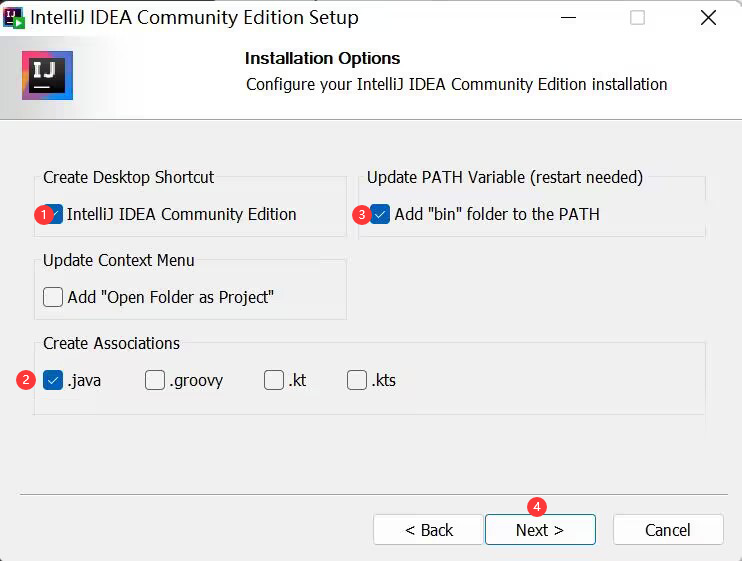 IntelliJ IDEA Community Edition Setup
IJ
Installation Options
Configure your IntelliJ IDEA Community Edition installation
Create Desktop Shortcut
1 IntelliJ IDEA Community Edition
Update PATH Variable (restart needed)
3 Add "bin" folder to the PATH
Update Context Menu
Add "Open Folder as Project"
Create Associations
2 .java .groovy .kt .kts
4
< Back Next > Cancel